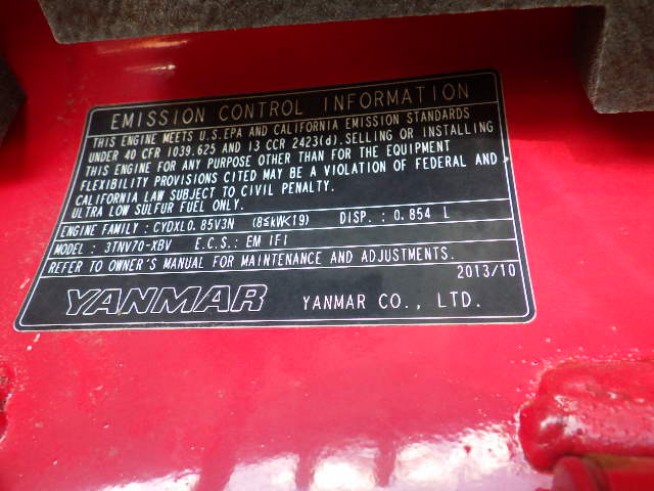 EMISSION CONTROL INFORMATION
THIS ENGINE MEETS U.S.EPA AND CALIFORNIA EMISSION STANDARDS
UNDER 40 CFR 1039.625 AND 13 CCR 2423(d). SELLING OR INSTALLING
THIS ENGINE FOR ANY PURPOSE OTHER THAN FOR THE EQUIPMENT
FLEXIBILITY PROVISIONS CITED MAY BE A VIOLATION OF FEDERAL AND
CALIFORNIA LAW SUBJECT TO CIVIL PENALTY.
ULTRA LOW SULFUR FUEL ONLY.
ENGINE FAMILY : CYDXL0.85V3N (8≤kW<19) DISP. : 0.854 L
MODEL : 3TNV70-XBV E.C.S. : EM IFI
REFER TO OWNER'S MANUAL FOR MAINTENANCE AND ADJUSTMENTS.
2013/10
YANMAR YANMAR CO., LTD.